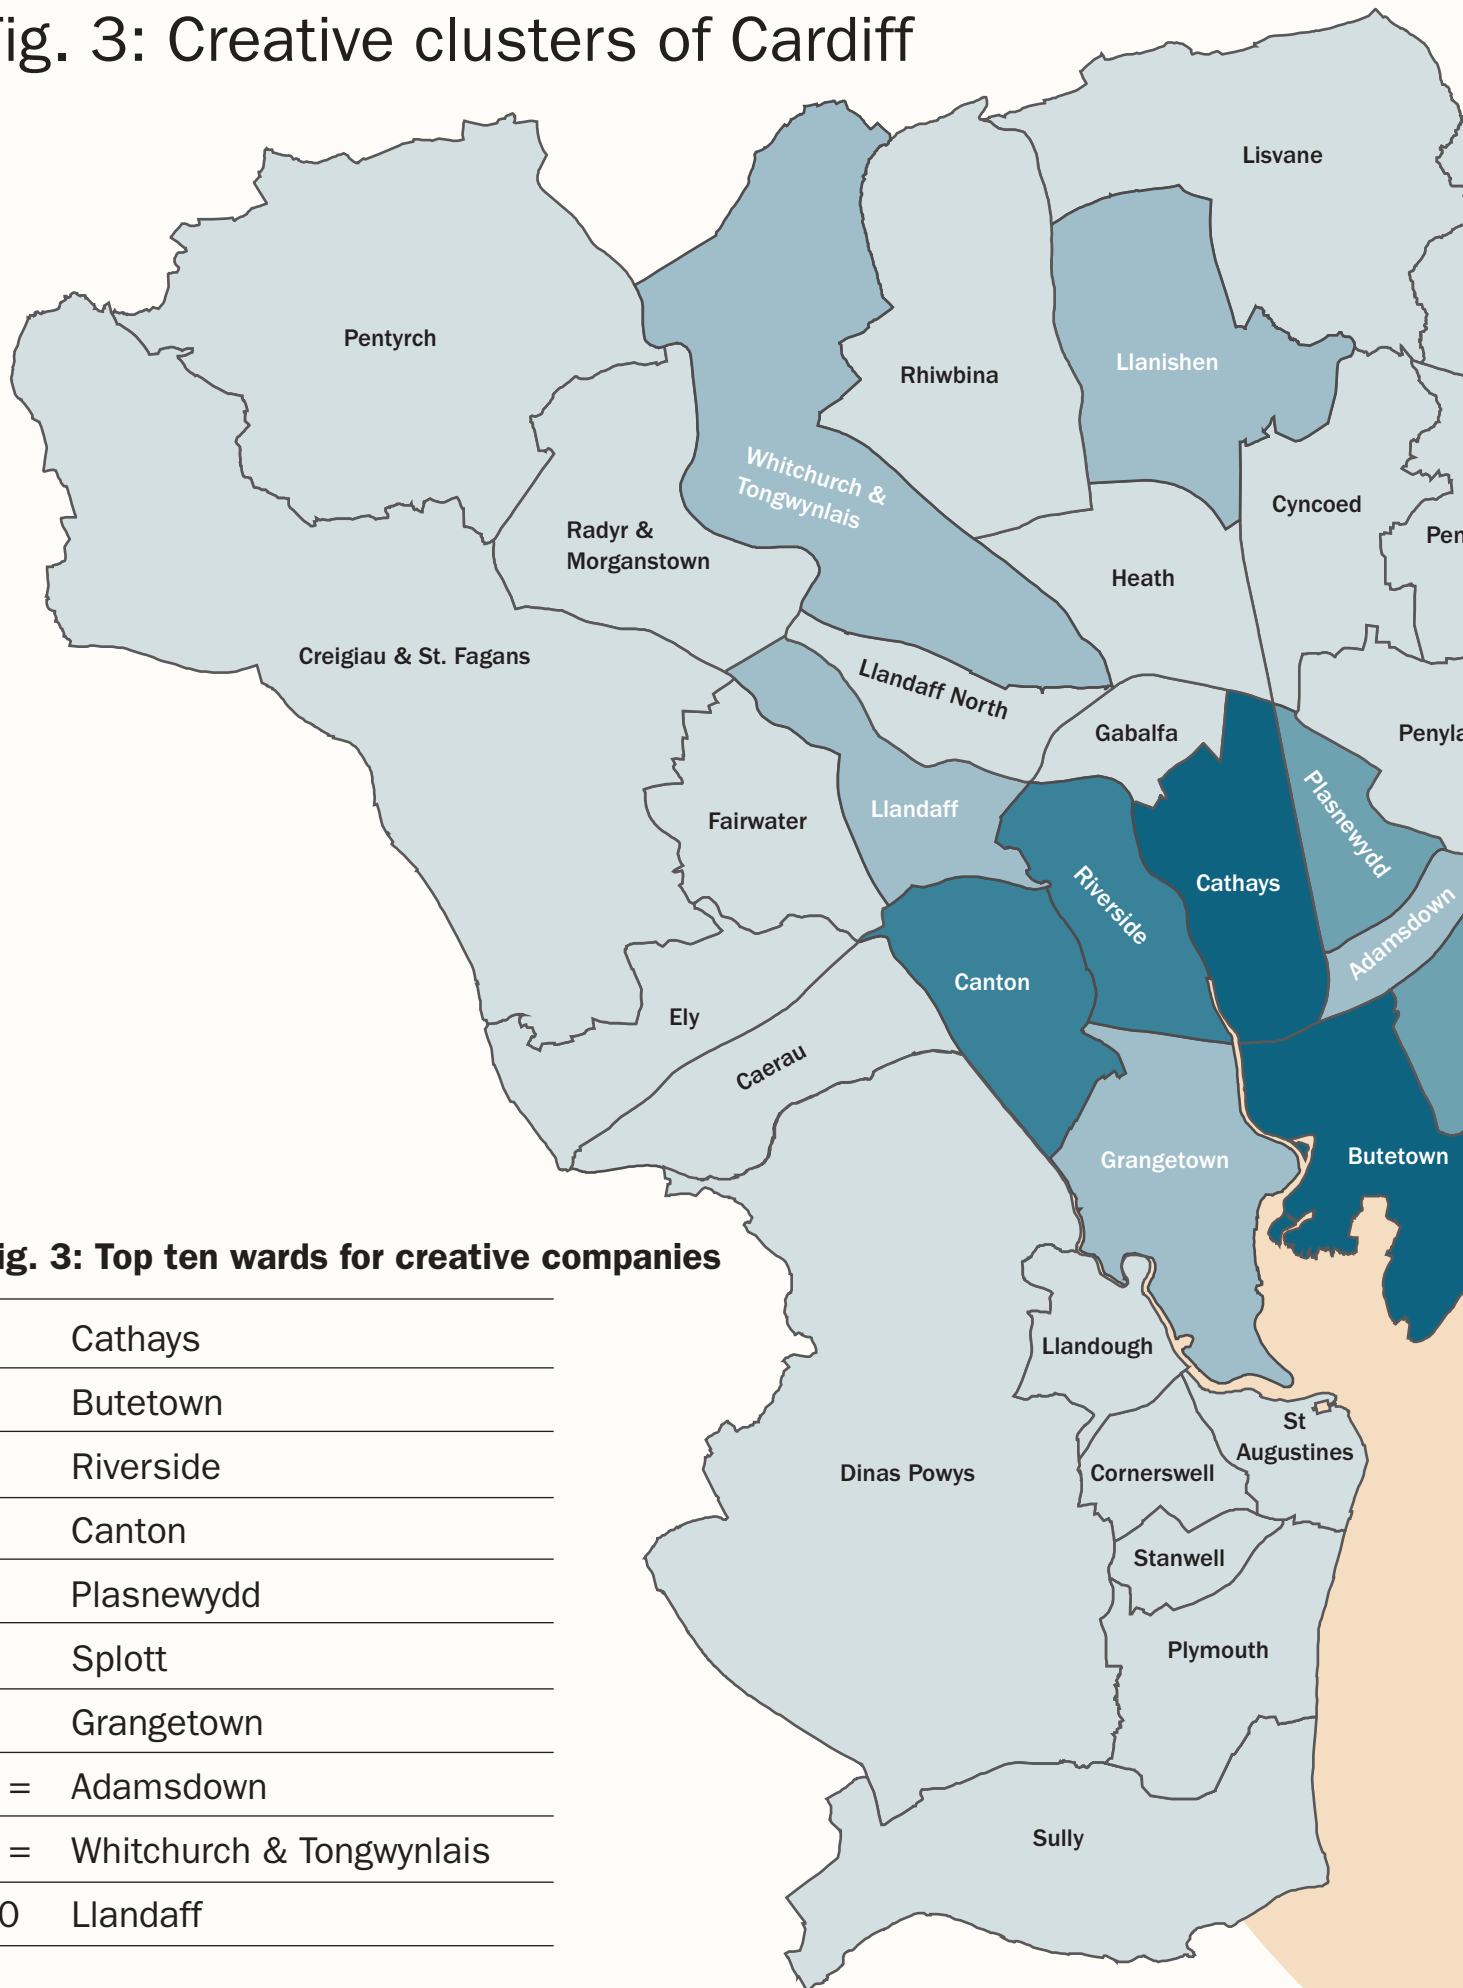 ig. 3: Creative clusters of Cardiff
Lisvane
Pentyrch
Rhiwbina
Llanishen
Whitchurch &
Tongwynlais
Cyncoed
Pen
Radyr &
Morganstown
Heath
Creigiau & St. Fagans
Llandaff North
Gabalfa
Penyla
Plasnewydd
Fairwater
Llandaff
Cathays
Riverside
Adamsdown
Canton
Ely
Caerau
Grangetown
Butetown
ig. 3: Top ten wards for creative companies
Cathays
Butetown
Riverside
Canton
Plasnewydd
Splott
Grangetown
= Adamsdown
= Whitchurch & Tongwynlais
0 Llandaff
Llandough
St
Augustines
Dinas Powys
Cornerswell
Stanwell
Plymouth
Sully